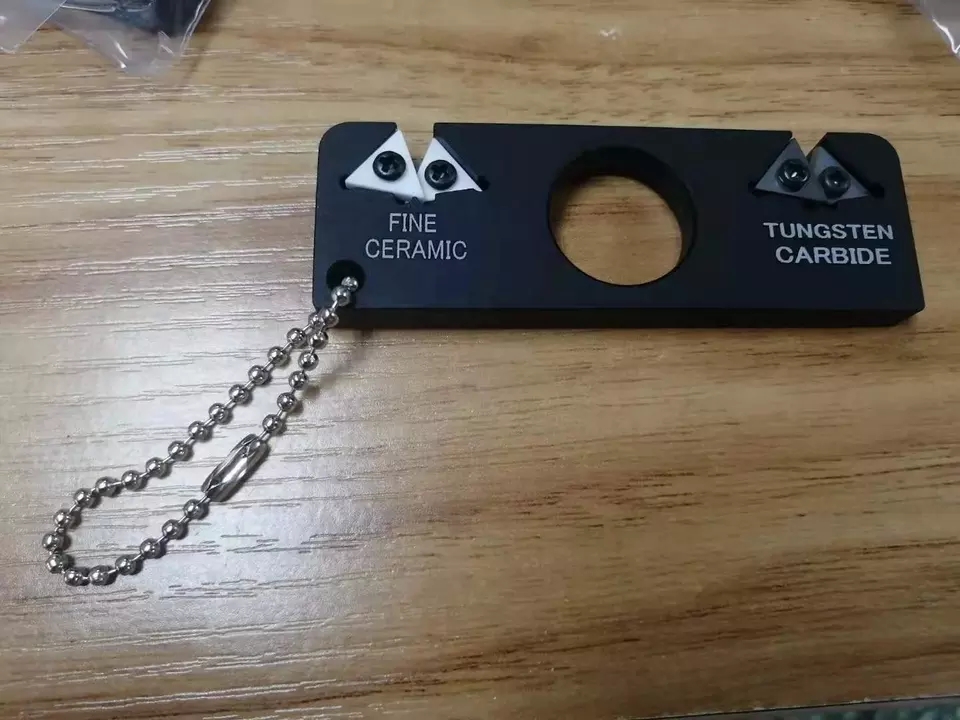 FINE
CERAMIC
TUNGSTEN
CARBIDE